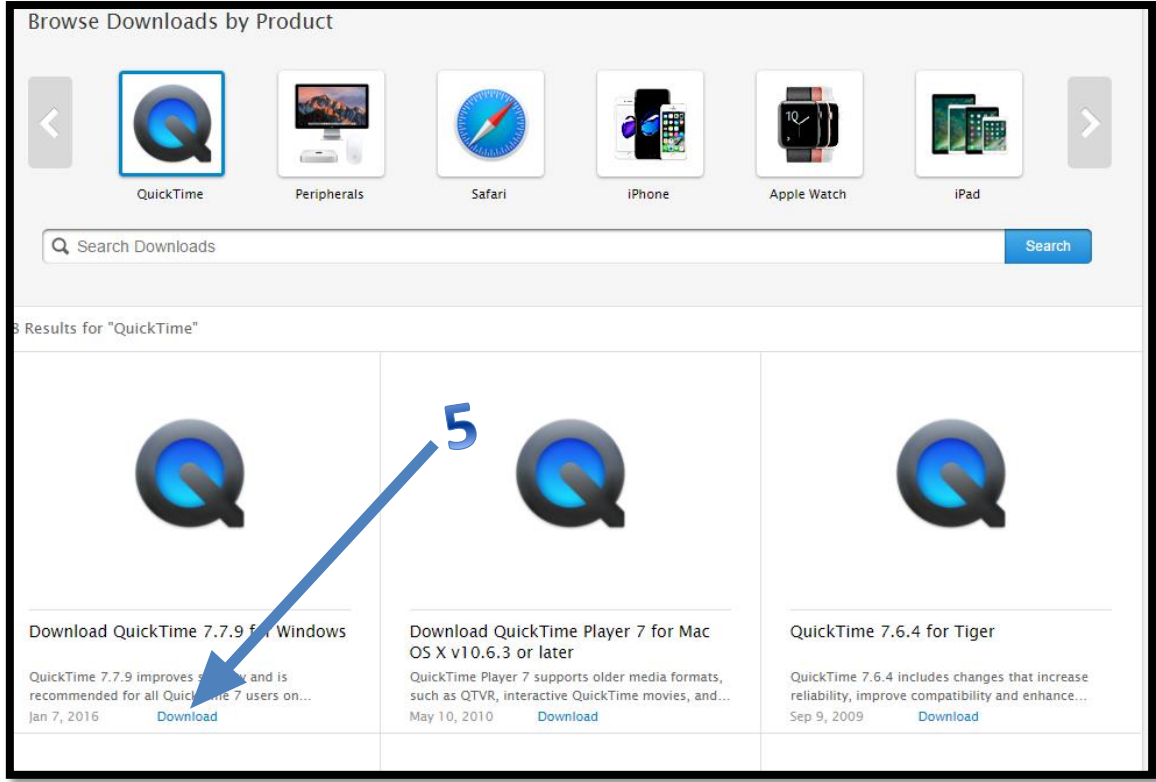 Browse Downloads by Product
QuickTime
Peripherals
Safari
iPhone
Apple Watch
iPad
Search Downloads
Search
8 Results for "QuickTime"
5
Download QuickTime 7.7.9 for Windows
QuickTime 7.7.9 improves and is
recommended for all QuickTime 7 users on...
Jan 7, 2016 Download
Download QuickTime Player 7 for Mac
OS X v10.6.3 or later
QuickTime Player 7 supports older media formats,
such as QTVR, interactive QuickTime movies, and...
May 10, 2010 Download
QuickTime 7.6.4 for Tiger
QuickTime 7.6.4 includes changes that increase
reliability, improve compatibility and enhance...
Sep 9, 2009 Download